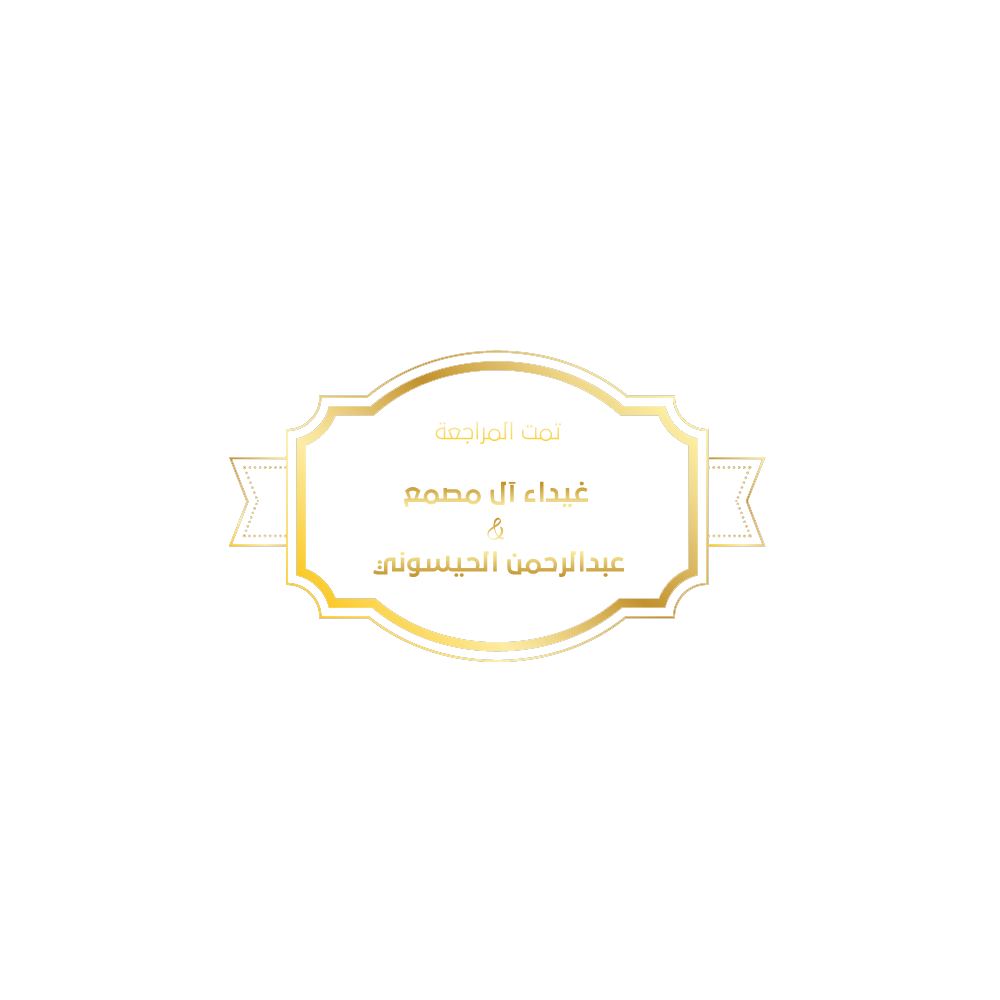 تمت المراجعة
غيداء آل مصمع
&
عبدالرحمن الحيسوني